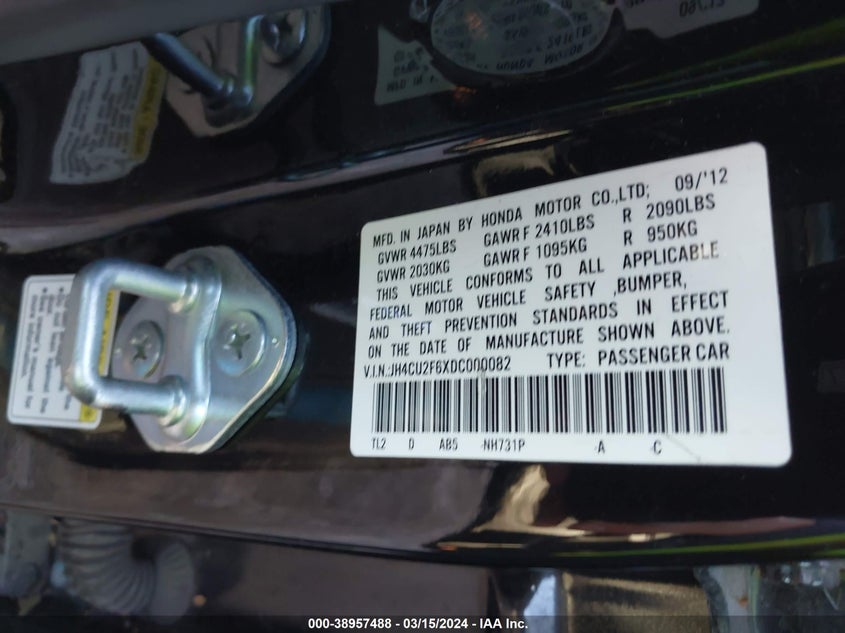 MFD. IN JAPAN BY HONDA MOTOR CO.,LTD; 09/'12
GVWR 4475LBS GAWR F 2410LBS R 2090LBS
GVWR 2030KG GAWR F 1095KG R 950KG
THIS VEHICLE CONFORMS TO ALL APPLICABLE
FEDERAL MOTOR VEHICLE SAFETY ,BUMPER,
AND THEFT PREVENTION STANDARDS IN EFFECT
ON THE DATE OF MANUFACTURE SHOWN ABOVE.
V.I.N.:JH4CU2F6XDC000082 TYPE: PASSENGER CAR
TL2 D AB5 -NH731P -A -C
000-38957488 - 03/15/2024 - IAA Inc.